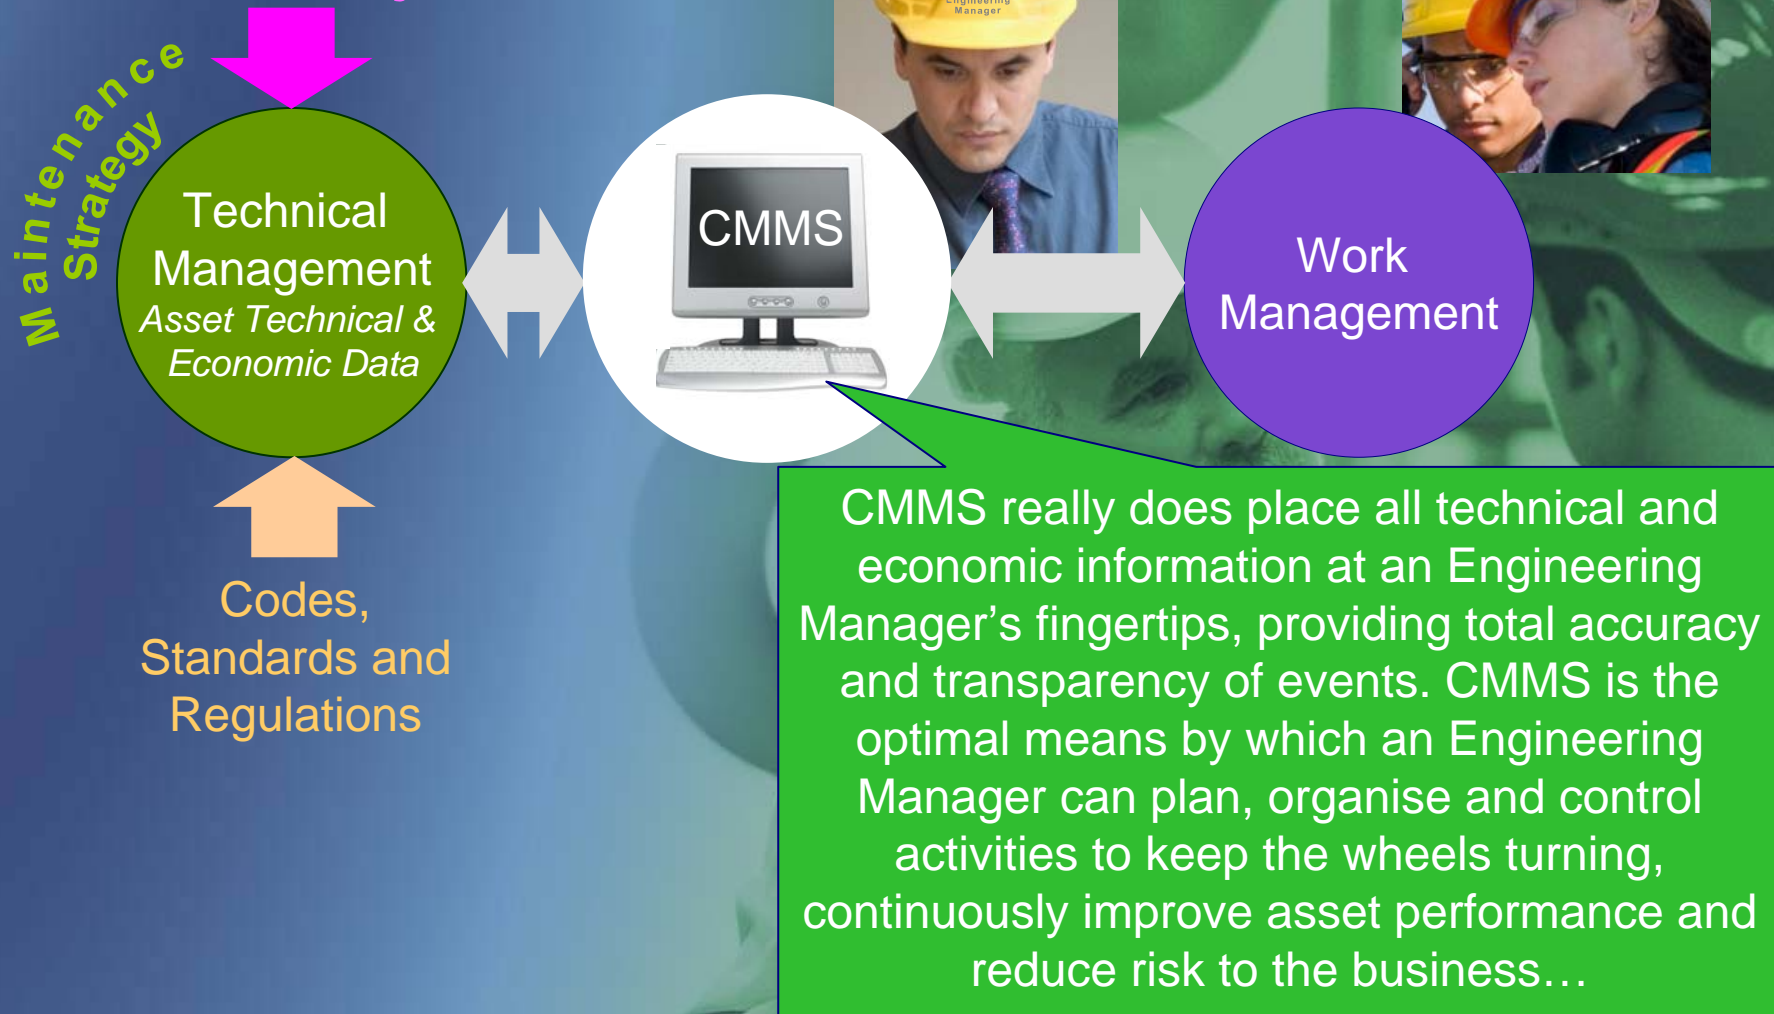 Engineering
Manager
Maintenance
Strategy
Technical
Management
Asset Technical &
Economic Data
CMMS
Work
Management
Codes,
Standards and
Regulations
CMMS really does place all technical and
economic information at an Engineering
Manager’s fingertips, providing total accuracy
and transparency of events. CMMS is the
optimal means by which an Engineering
Manager can plan, organise and control
activities to keep the wheels turning,
continuously improve asset performance and
reduce risk to the business…